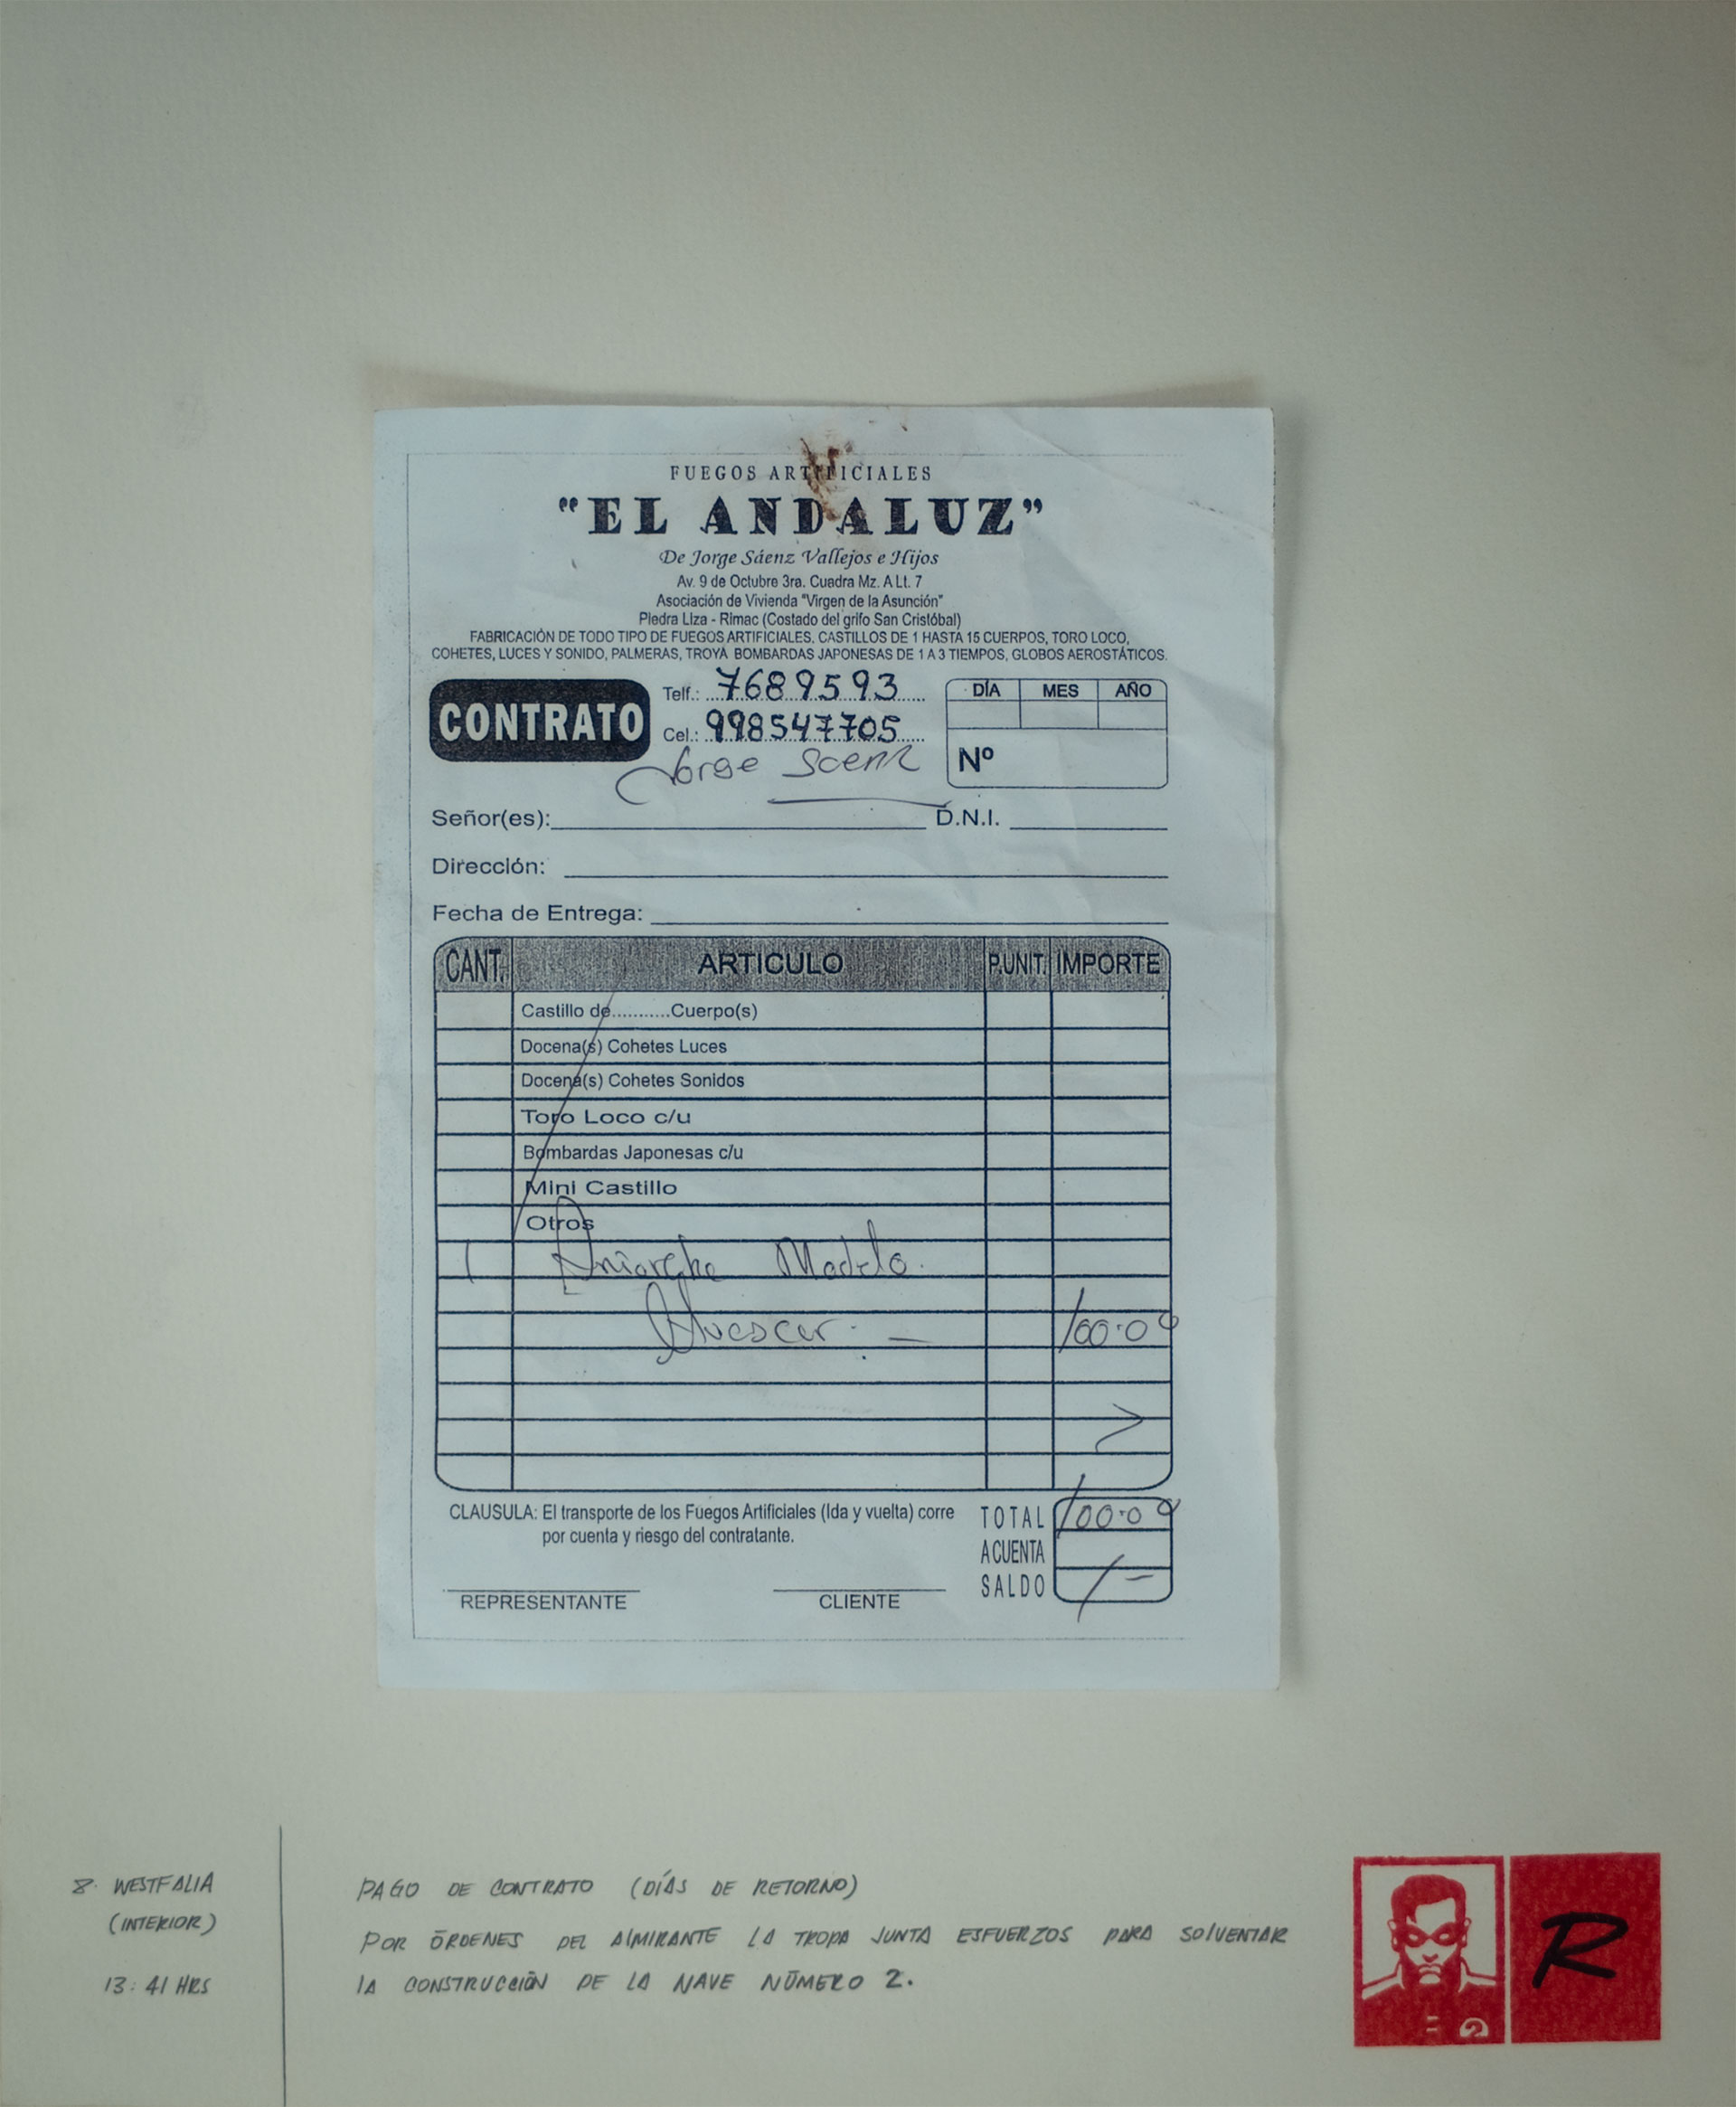 FUEGOS ARTIFICIALES
"EL ANDALUZ"
De Jorge Sáenz Vallejos e Hijos
Av. 9 de Octubre 3ra. Cuadra Mz. A Lt. 7
Asociación de Vivienda "Virgen de la Asunción"
Piedra Liza - Rimac (Costado del grifo San Cristóbal)
FABRICACIÓN DE TODO TIPO DE FUEGOS ARTIFICIALES, CASTILLOS DE 1 HASTA 15 CUERPOS, TORO LOCO,
COHETES, LUCES Y SONIDO, PALMERAS, TROYA BOMBARDAS JAPONESAS DE 1 A 3 TIEMPOS, GLOBOS AEROSTÁTICOS.
CONTRATO
Telf.: 7689593
Cel.: 998547705
Jorge
DÍA MES AÑO
Nº
Señor(es): D.N.I.
Dirección:
Fecha de Entrega:
CANT. ARTICULO P.UNIT. IMPORTE
Castillo de...........Cuerpo(s)
Docena(s) Cohetes Luces
Docena(s) Cohetes Sonidos
Toro Loco c/u
Bombardas Japonesas c/u
Mini Castillo
Otros
1 Modelo.
100.00
CLAUSULA: El transporte de los Fuegos Artificiales (Ida y vuelta) corre
por cuenta y riesgo del contratante.
TOTAL 100.00
A CUENTA
SALDO
REPRESENTANTE CLIENTE
8. WESTFALIA
(INTERIOR)
13:41 HRS
PAGO DE CONTRATO (DÍAS DE RETORNO)
POR ÓRDENES DEL ALMIRANTE LA TROPA JUNTA ESFUERZOS PARA SOLVENTAR
LA CONSTRUCCIÓN DE LA NAVE NÚMERO 2.
R